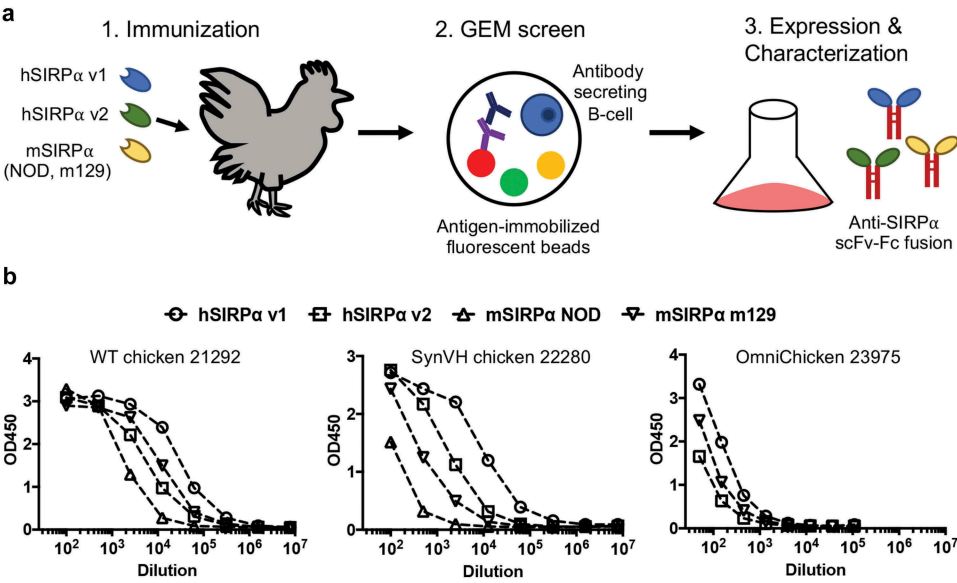 a
1. Immunization
2. GEM screen
3. Expression &
Characterization
hSIRPα v1
hSIRPα v2
mSIRPα
(NOD, m129)
Antibody
secreting
B-cell
Antigen-immobilized
fluorescent beads
Anti-SIRPα
scFv-Fc fusion
b
hSIRPα v1 hSIRPα v2 mSIRPα NOD mSIRPα m129
WT chicken 21292
OD450
4
3
2
1
0
10² 10³ 10⁴ 10⁵ 10⁶ 10⁷
Dilution
SynVH chicken 22280
OD450
3
2
1
0
10² 10³ 10⁴ 10⁵ 10⁶ 10⁷
Dilution
OmniChicken 23975
OD450
4
3
2
1
0
10² 10³ 10⁴ 10⁵ 10⁶ 10⁷
Dilution